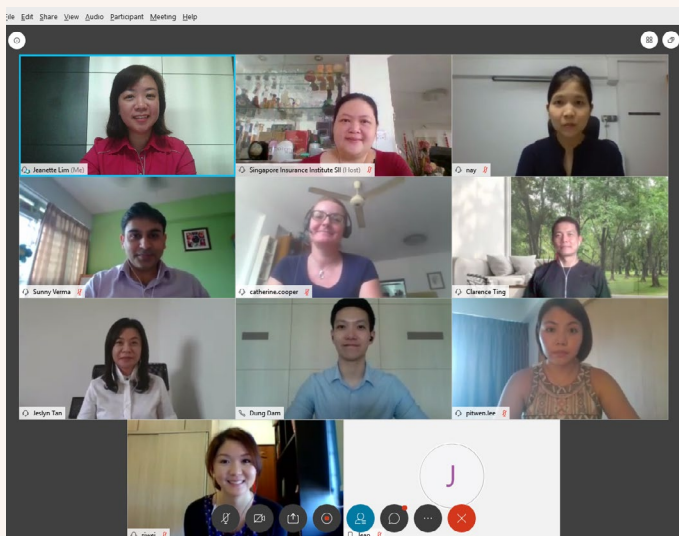 File Edit Share View Audio Participant Meeting Help
Jeanette Lim (Me)
Singapore Insurance Institute SII (Host)
nay
Sunny Verma
catherine.cooper
Clarence Ting
Jeslyn Tan
Dung Dam
pitwen.lee
J